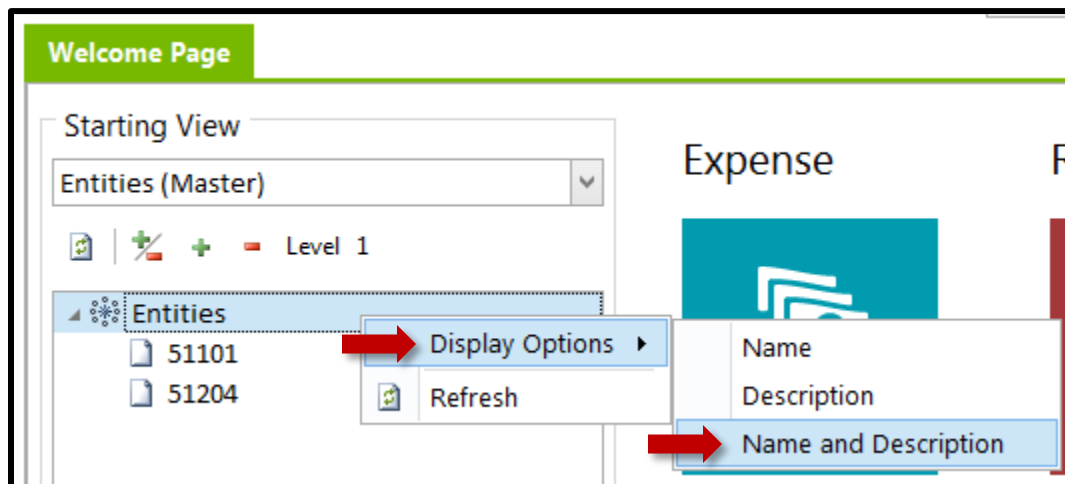 Welcome Page
Starting View
Entities (Master)
Level 1
Entities
51101
51204
Display Options
Refresh
Name
Description
Name and Description
Expense